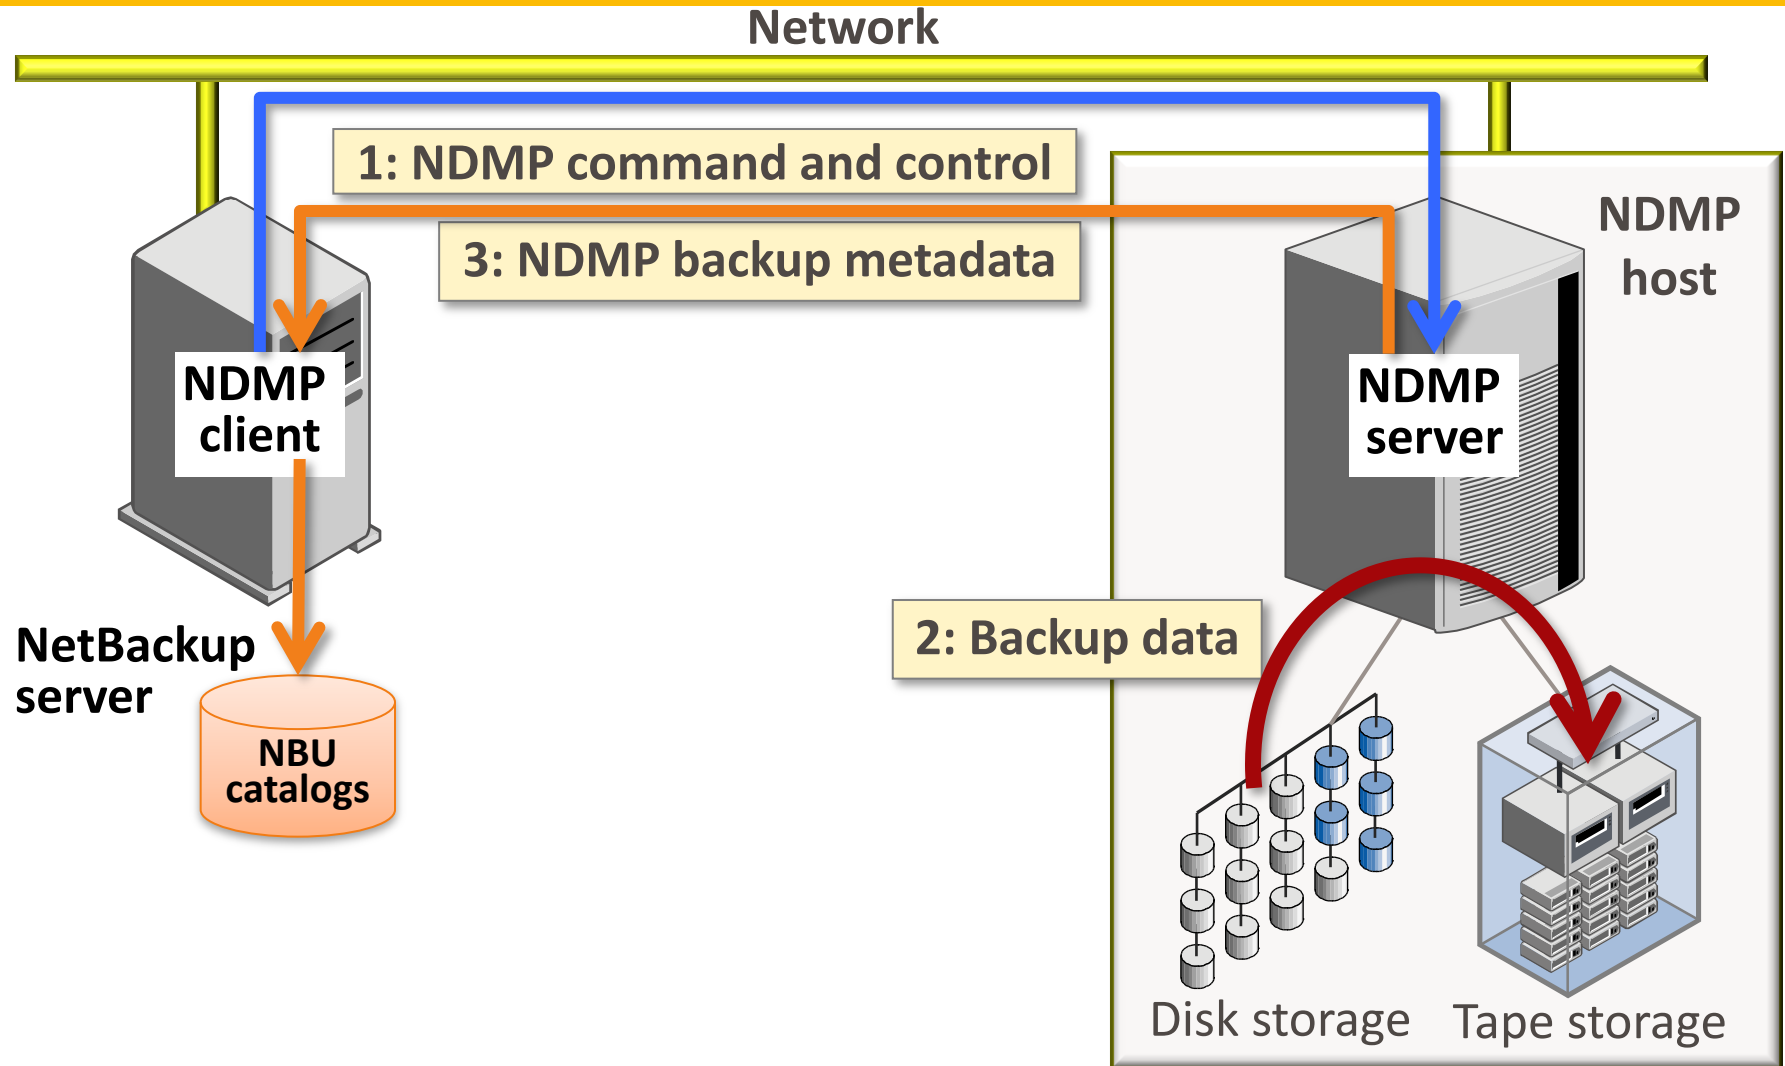 Network
1: NDMP command and control
3: NDMP backup metadata
NDMP
host
NDMP
client
NDMP
server
2: Backup data
NetBackup
server
NBU
catalogs
Disk storage
Tape storage